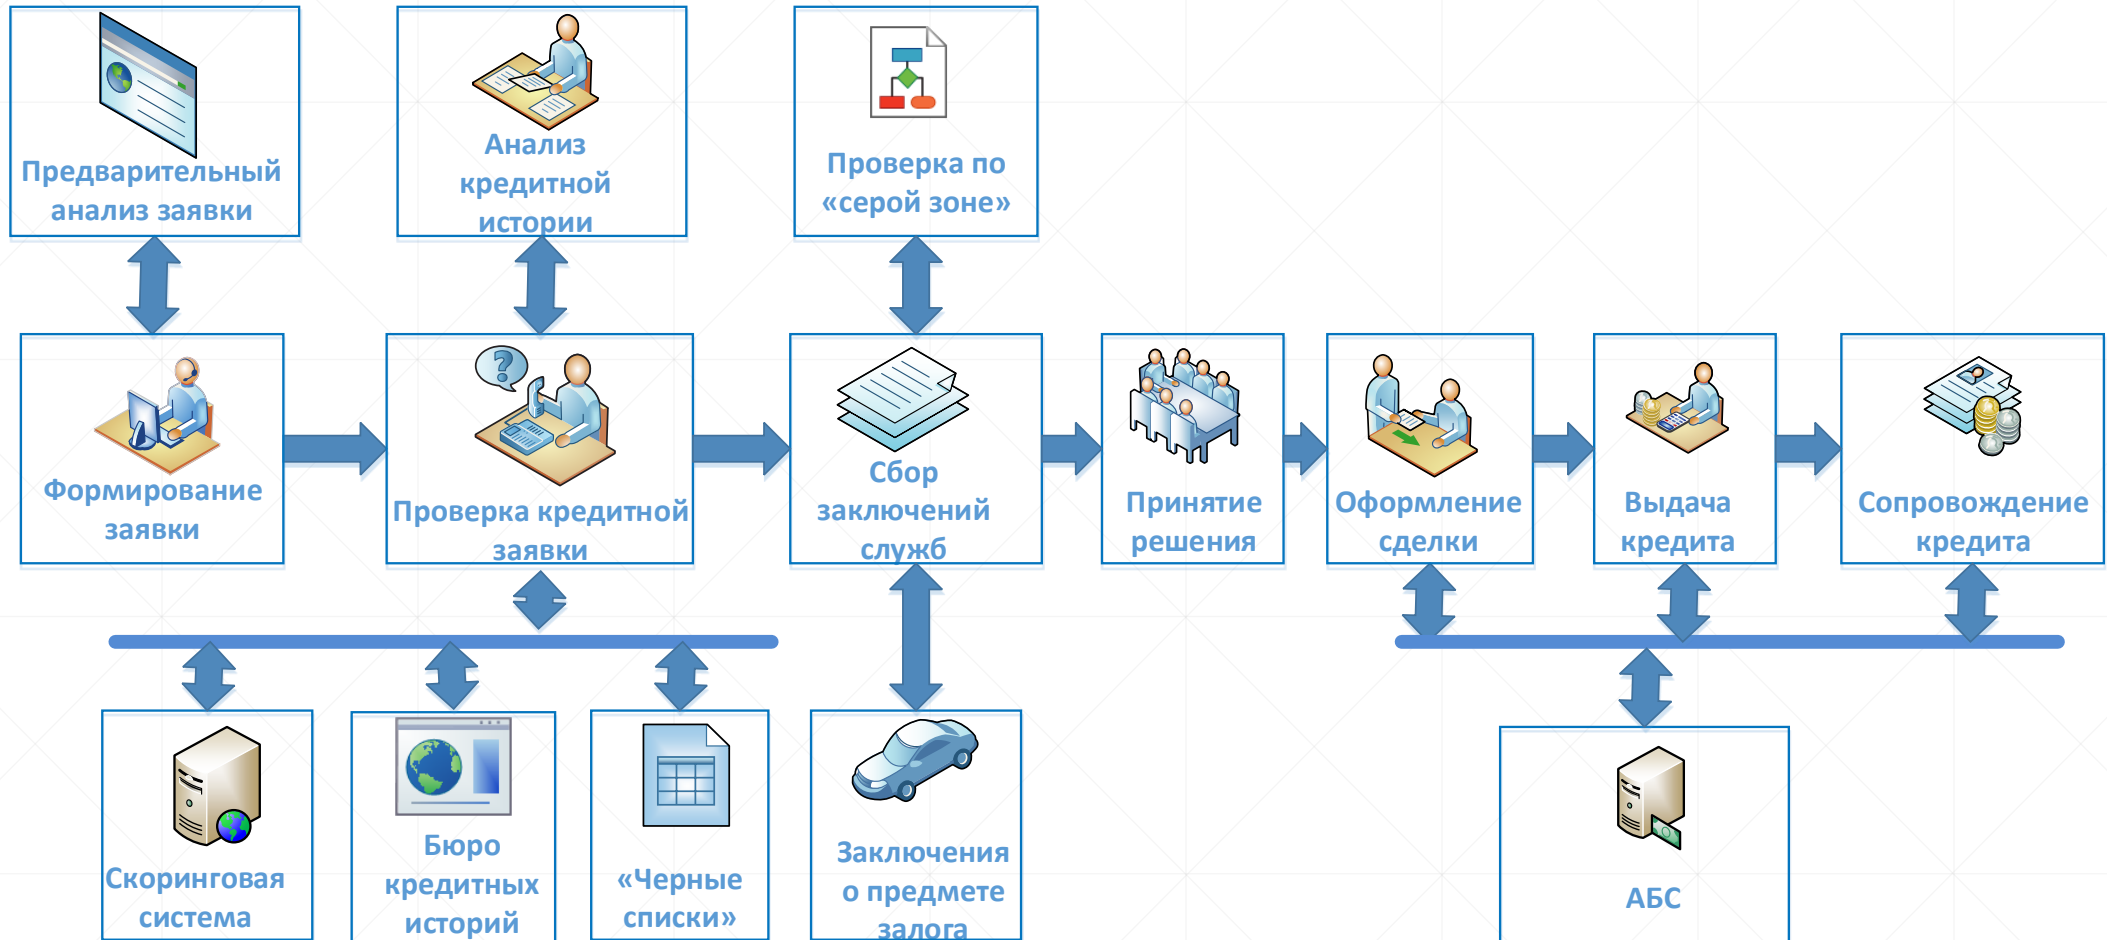 Предварительный
анализ заявки
Анализ
кредитной
истории
Проверка по
«серой зоне»
Формирование
заявки
Проверка кредитной
заявки
Сбор
заключений
служб
Принятие
решения
Оформление
сделки
Выдача
кредита
Сопровождение
кредита
Скоринговая
система
Бюро
кредитных
историй
«Черные
списки»
Заключения
о предмете
залога
АБС